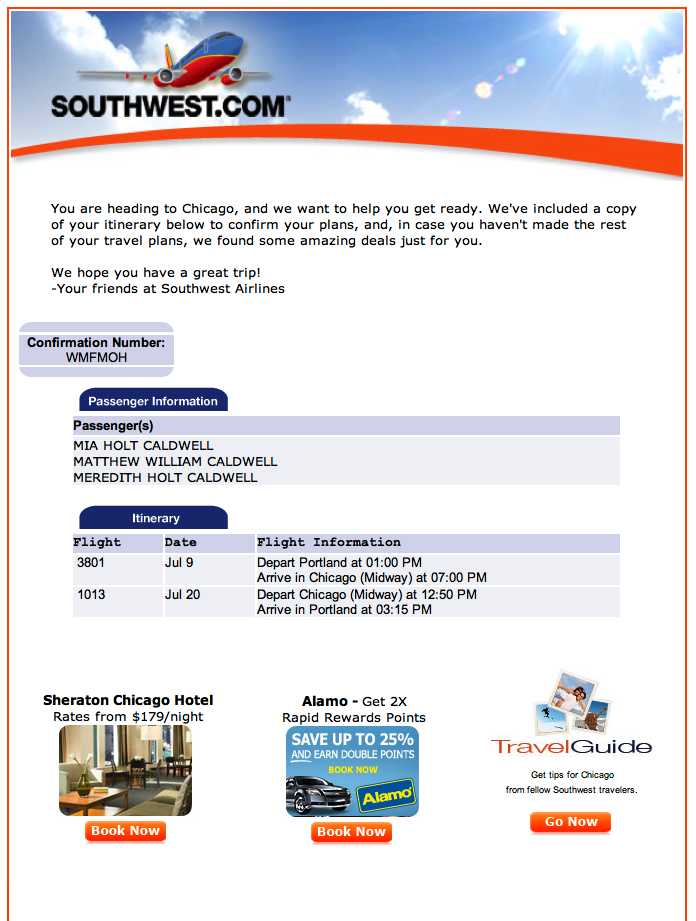 SOUTHWEST.COM®
You are heading to Chicago, and we want to help you get ready. We've included a copy
of your itinerary below to confirm your plans, and, in case you haven't made the rest
of your travel plans, we found some amazing deals just for you.
We hope you have a great trip!
-Your friends at Southwest Airlines
Confirmation Number:
WMFMOH
Passenger Information
Passenger(s)
MIA HOLT CALDWELL
MATTHEW WILLIAM CALDWELL
MEREDITH HOLT CALDWELL
Itinerary
Flight Date Flight Information
3801 Jul 9 Depart Portland at 01:00 PM
Arrive in Chicago (Midway) at 07:00 PM
1013 Jul 20 Depart Chicago (Midway) at 12:50 PM
Arrive in Portland at 03:15 PM
Sheraton Chicago Hotel
Rates from $179/night
Book Now
Alamo - Get 2X
Rapid Rewards Points
SAVE UP TO 25%
AND EARN DOUBLE POINTS
BOOK NOW
Alamo
Book Now
TravelGuide
Get tips for Chicago
from fellow Southwest travelers.
Go Now